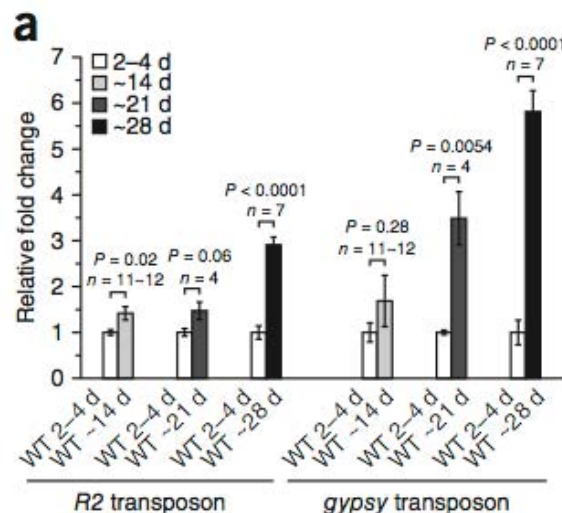 a
7
6
5
4
3
2
1
0
Relative fold change
2–4 d
~14 d
~21 d
~28 d
P = 0.02
n = 11–12
P = 0.06
n = 4
P < 0.0001
n = 7
P = 0.28
n = 11–12
P = 0.0054
n = 4
P < 0.0001
n = 7
WT 2–4 d
WT ~14 d
WT 2–4 d
WT ~21 d
WT 2–4 d
WT ~28 d
WT 2–4 d
WT ~14 d
WT 2–4 d
WT ~21 d
WT 2–4 d
WT ~28 d
R2 transposon
gypsy transposon